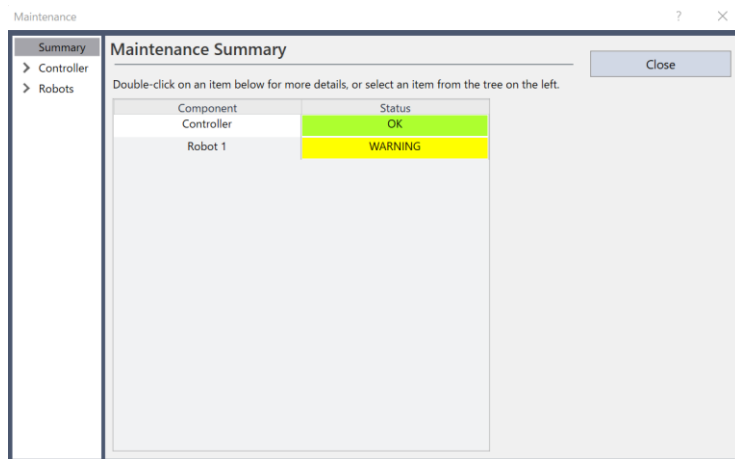 Maintenance
?
Summary
Controller
Robots
Maintenance Summary
Close
Double-click on an item below for more details, or select an item from the tree on the left.
Component Status
Controller OK
Robot 1 WARNING